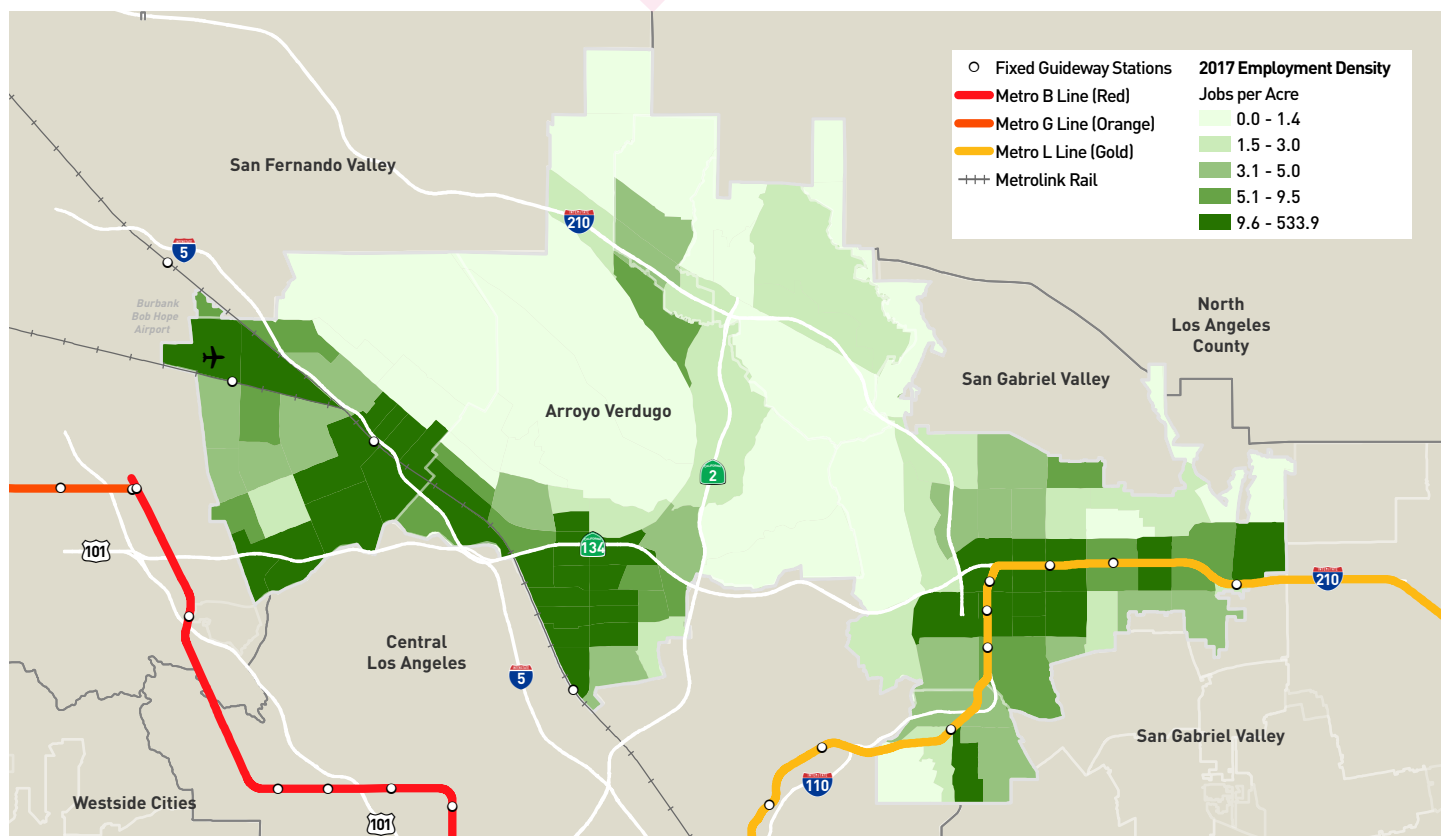 Fixed Guideway Stations
Metro B Line (Red)
Metro G Line (Orange)
Metro L Line (Gold)
Metrolink Rail
2017 Employment Density
Jobs per Acre
0.0 - 1.4
1.5 - 3.0
3.1 - 5.0
5.1 - 9.5
9.6 - 533.9
San Fernando Valley
210
5
Burbank
Bob Hope
Airport
North
Los Angeles
County
San Gabriel Valley
Arroyo Verdugo
2
101
134
210
Central
Los Angeles
5
San Gabriel Valley
110
Westside Cities
101